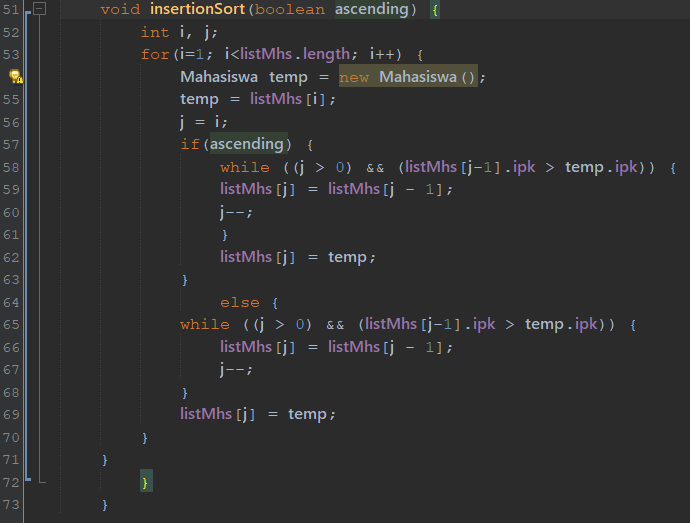 51 void insertionSort(boolean ascending) {
52 int i, j;
53 for(i=1; i<listMhs.length; i++) {
Mahasiswa temp = new Mahasiswa();
55 temp = listMhs[i];
56 j = i;
57 if(ascending) {
58 while ((j > 0) && (listMhs[j-1].ipk > temp.ipk)) {
59 listMhs[j] = listMhs[j - 1];
60 j--;
61 }
62 listMhs[j] = temp;
63 }
64 else {
65 while ((j > 0) && (listMhs[j-1].ipk > temp.ipk)) {
66 listMhs[j] = listMhs[j - 1];
67 j--;
68 }
69 listMhs[j] = temp;
70 }
71 }
72 }
73 }